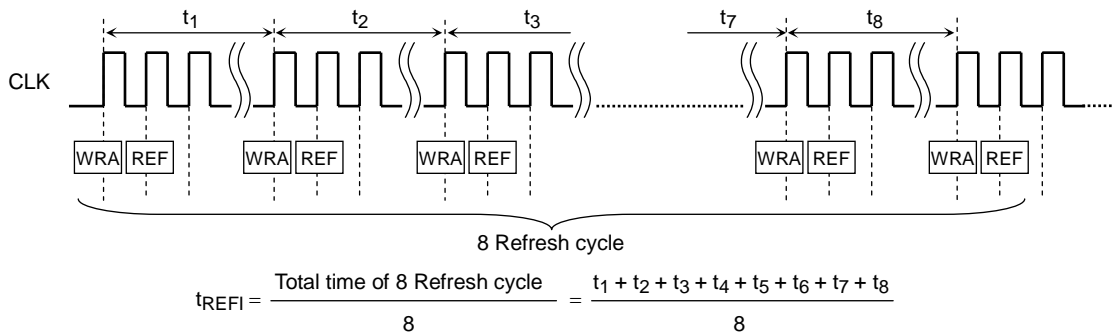 t1 t2 t3 t7 t8
CLK
WRA REF WRA REF WRA REF WRA REF WRA REF
8 Refresh cycle
tREFI = Total time of 8 Refresh cycle / 8 = t1 + t2 + t3 + t4 + t5 + t6 + t7 + t8 / 8